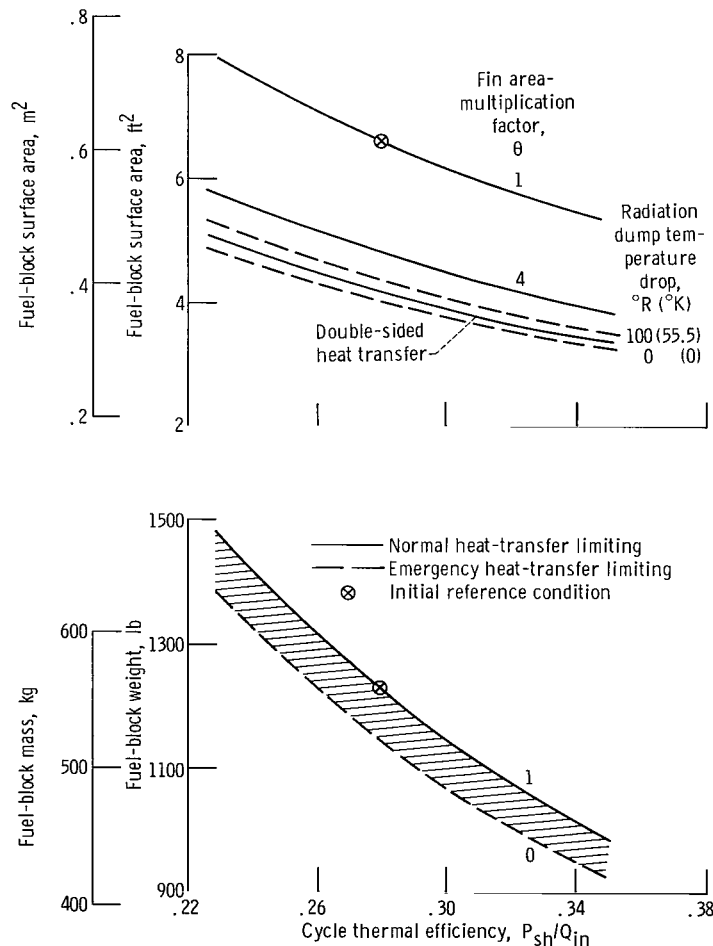 .8
.6
.4
.2
Fuel-block surface area, m²
8
6
4
2
Fuel-block surface area, ft²
Fin area-
multiplication
factor,
θ
1
4
Radiation
dump tem-
perature
drop,
°R (°K)
100 (55.5)
0 (0)
Double-sided
heat transfer
1500
1300
1100
900
Fuel-block weight, lb
600
500
400
Fuel-block mass, kg
Normal heat-transfer limiting
Emergency heat-transfer limiting
Initial reference condition
1
0
.22 .26 .30 .34 .38
Cycle thermal efficiency, Psh/Qin